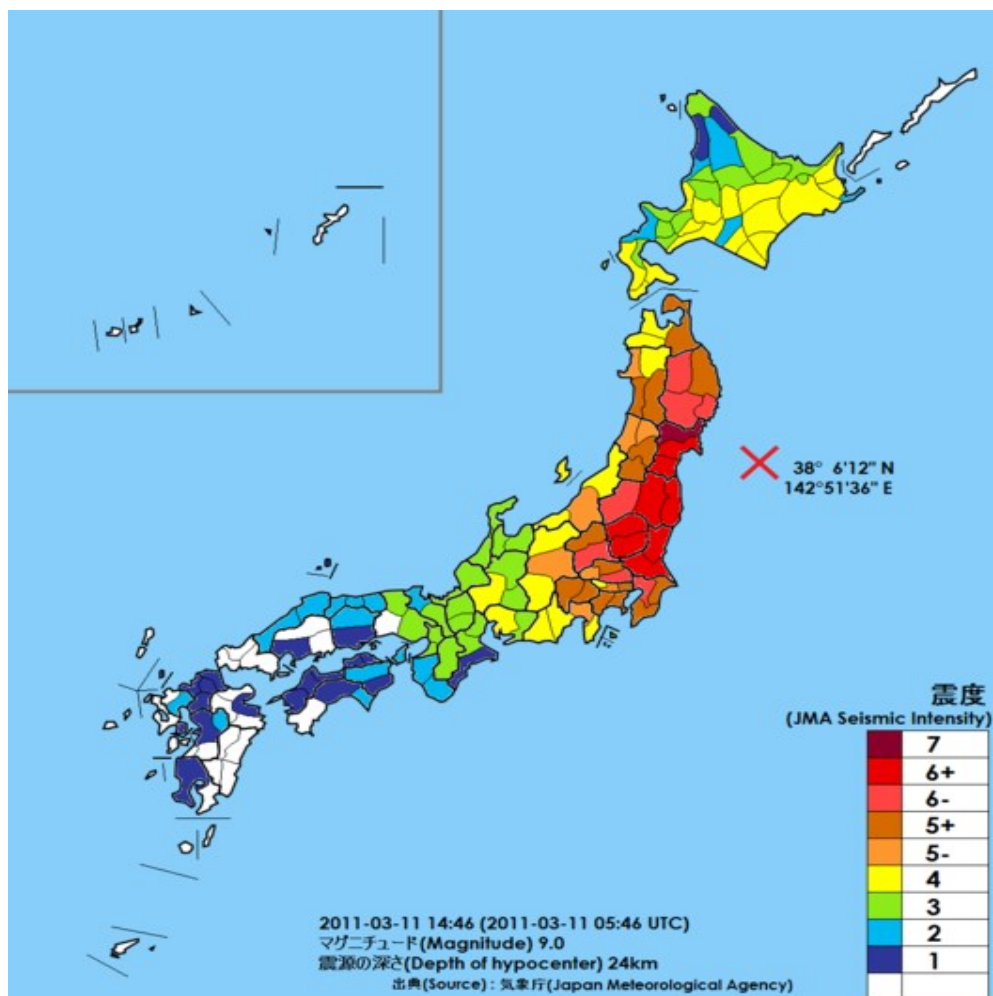 38° 6'12" N
142°51'36" E
震度
(JMA Seismic Intensity)
7
6+
6-
5+
5-
4
3
2
1
2011-03-11 14:46 (2011-03-11 05:46 UTC)
マグニチュード(Magnitude) 9.0
震源の深さ(Depth of hypocenter) 24km
出典(Source) : 気象庁(Japan Meteorological Agency)